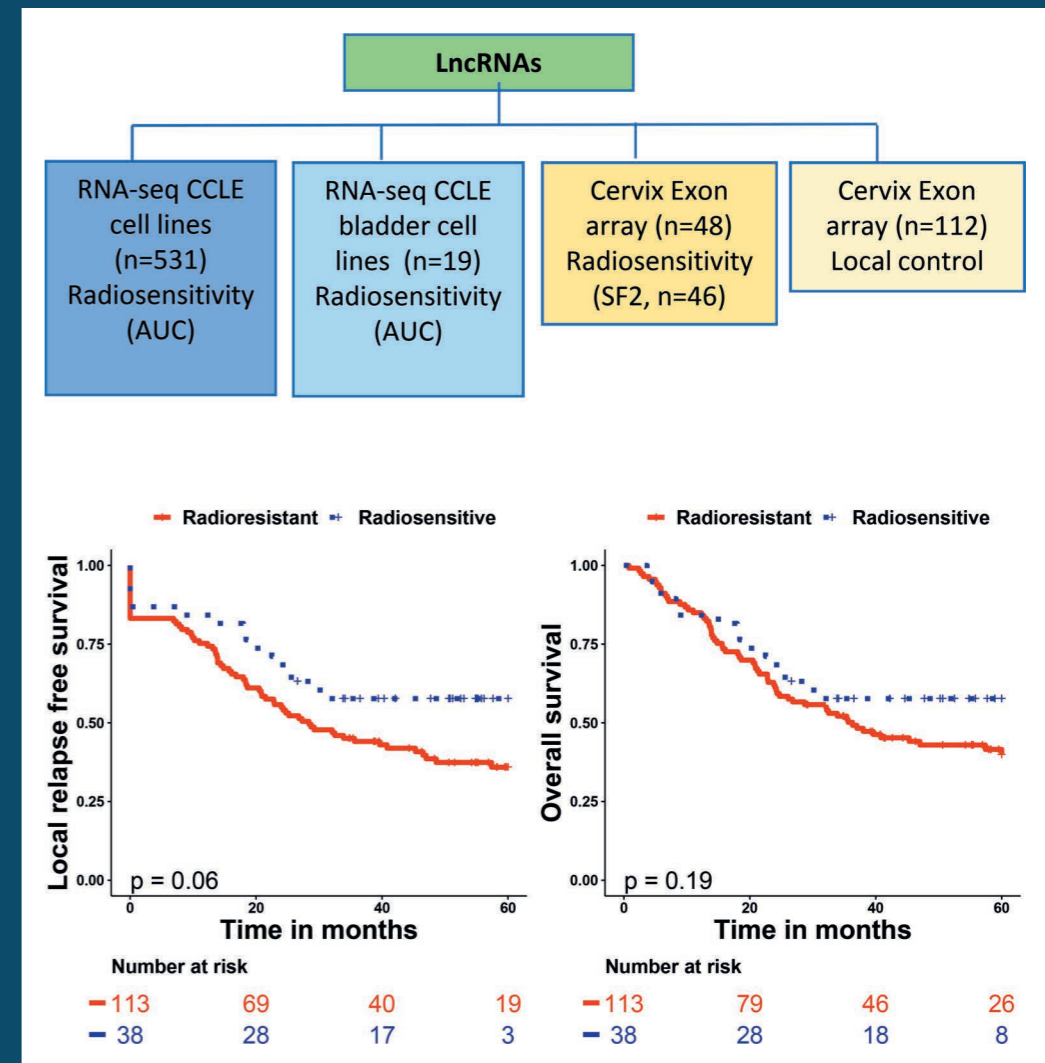 LncRNAs
RNA-seq CCLE
cell lines
(n=531)
Radiosensitivity
(AUC)
RNA-seq CCLE
bladder cell
lines (n=19)
Radiosensitivity
(AUC)
Cervix Exon
array (n=48)
Radiosensitivity
(SF2, n=46)
Cervix Exon
array (n=112)
Local control
Radioresistant Radiosensitive
Local relapse free survival
1.00
0.75
0.50
0.25
0.00
p = 0.06
0 20 40 60
Time in months
Number at risk
113 69 40 19
38 28 17 3
Radioresistant Radiosensitive
Overall survival
1.00
0.75
0.50
0.25
0.00
p = 0.19
0 20 40 60
Time in months
Number at risk
113 79 46 26
38 28 18 8